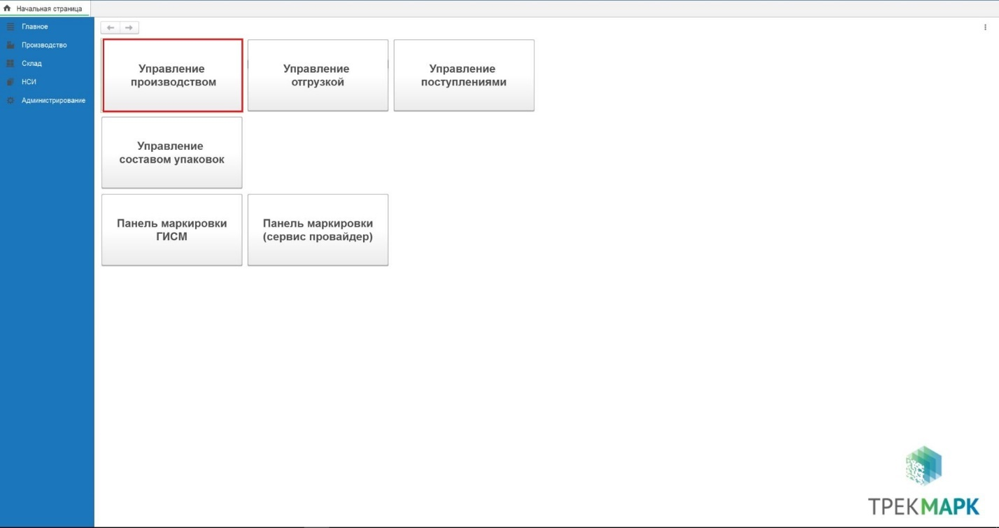 Начальная страница
Главное
Производство
Склад
НСИ
Администрирование
Управление
производством
Управление
отгрузкой
Управление
поступлениями
Управление
составом упаковок
Панель маркировки
ГИСМ
Панель маркировки
(сервис провайдер)
ТРЕКМАРК